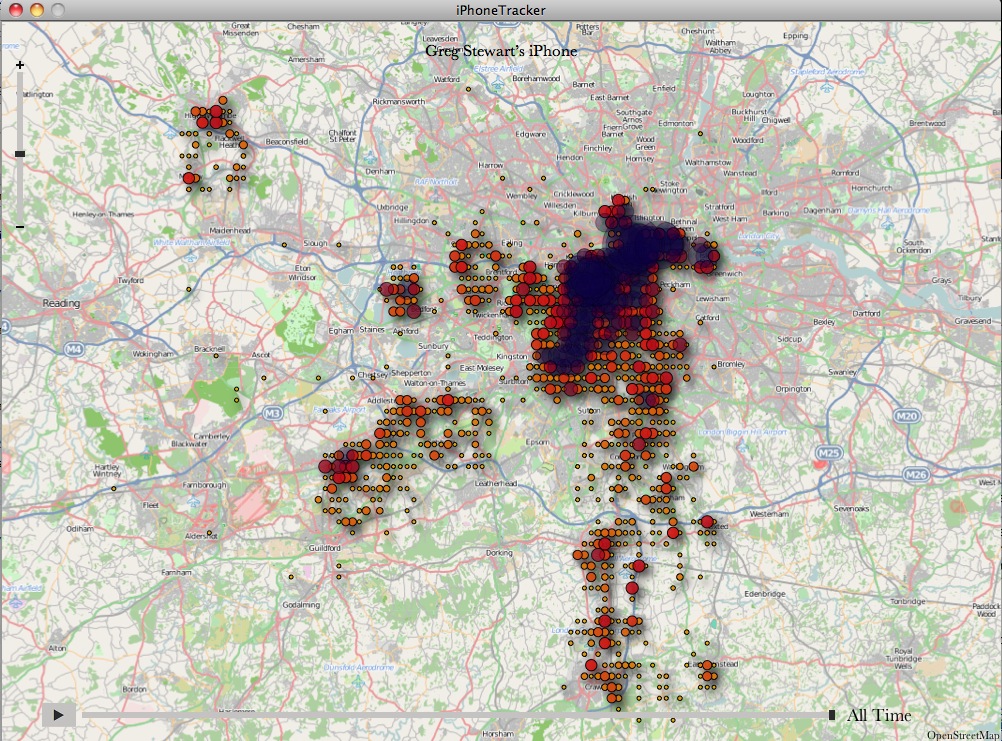 iPhoneTracker
Greg Stewart's iPhone
Great
Missenden
Chesham
Amersham
Leavesden
Watford
Elstree Airfield
Borehamwood
Potters
Bar
Cheshunt
Waltham
Abbey
Epping
Stapleford Aerodrome
Barnet
Enfield
East Barnet
Loughton
Rickmansworth
Southgate
Friern
Barnet
Edmonton
Buckhurst
Hill
Chigwell
Brentwood
Chalfont
St Peter
Edgware
Wood
Green
Woodford
Beaconsfield
Finchley
Hendon
Hornsey
Walthamstow
Harrow
Wanstead
Romford
Denham
Wembley
Cricklewood
Stoke
Newington
Ilford
Hornchurch
Henley-on-Thames
Uxbridge
Willesden
Kilburn
Stratford
West Ham
Barking
Dagenham
Damyns Hall Aerodrome
Hillingdon
Bethnal
Maidenhead
White Waltham Airfield
Slough
Ealing
London City
South
Ockendon
Eton
Windsor
Brentford
Greenwich
Twyford
Peckham
Grays
Reading
Lewisham
Tilbury
Twickenham
Catford
Bexley
Dartford
Gravesend
Egham
Staines
Ashford
Teddington
Sidcup
M4
Wokingham
Bracknell
Ascot
Sunbury
Kingston
Bromley
Swanley
Chertsey
Shepperton
East Molesey
Surbiton
Orpington
Walton-on-Thames
M3
Fairoaks Airport
Addlest
Sutton
M20
Camberley
Blackwater
Epsom
London Biggin Hill Airport
M25
Hartley
Wintney
Farnborough
Leatherhead
M26
Fleet
Westerham
Sevenoaks
Odiham
Aldershot
Guildford
Dorking
Farnham
Godalming
Edenbridge
Tonbridge
Paddock
Wood
Alton
Royal
Tunbridge
Wells
Dunsfold Aerodrome
Bordon
Craw
Haslemere
Horsham
All Time
OpenStreetMap